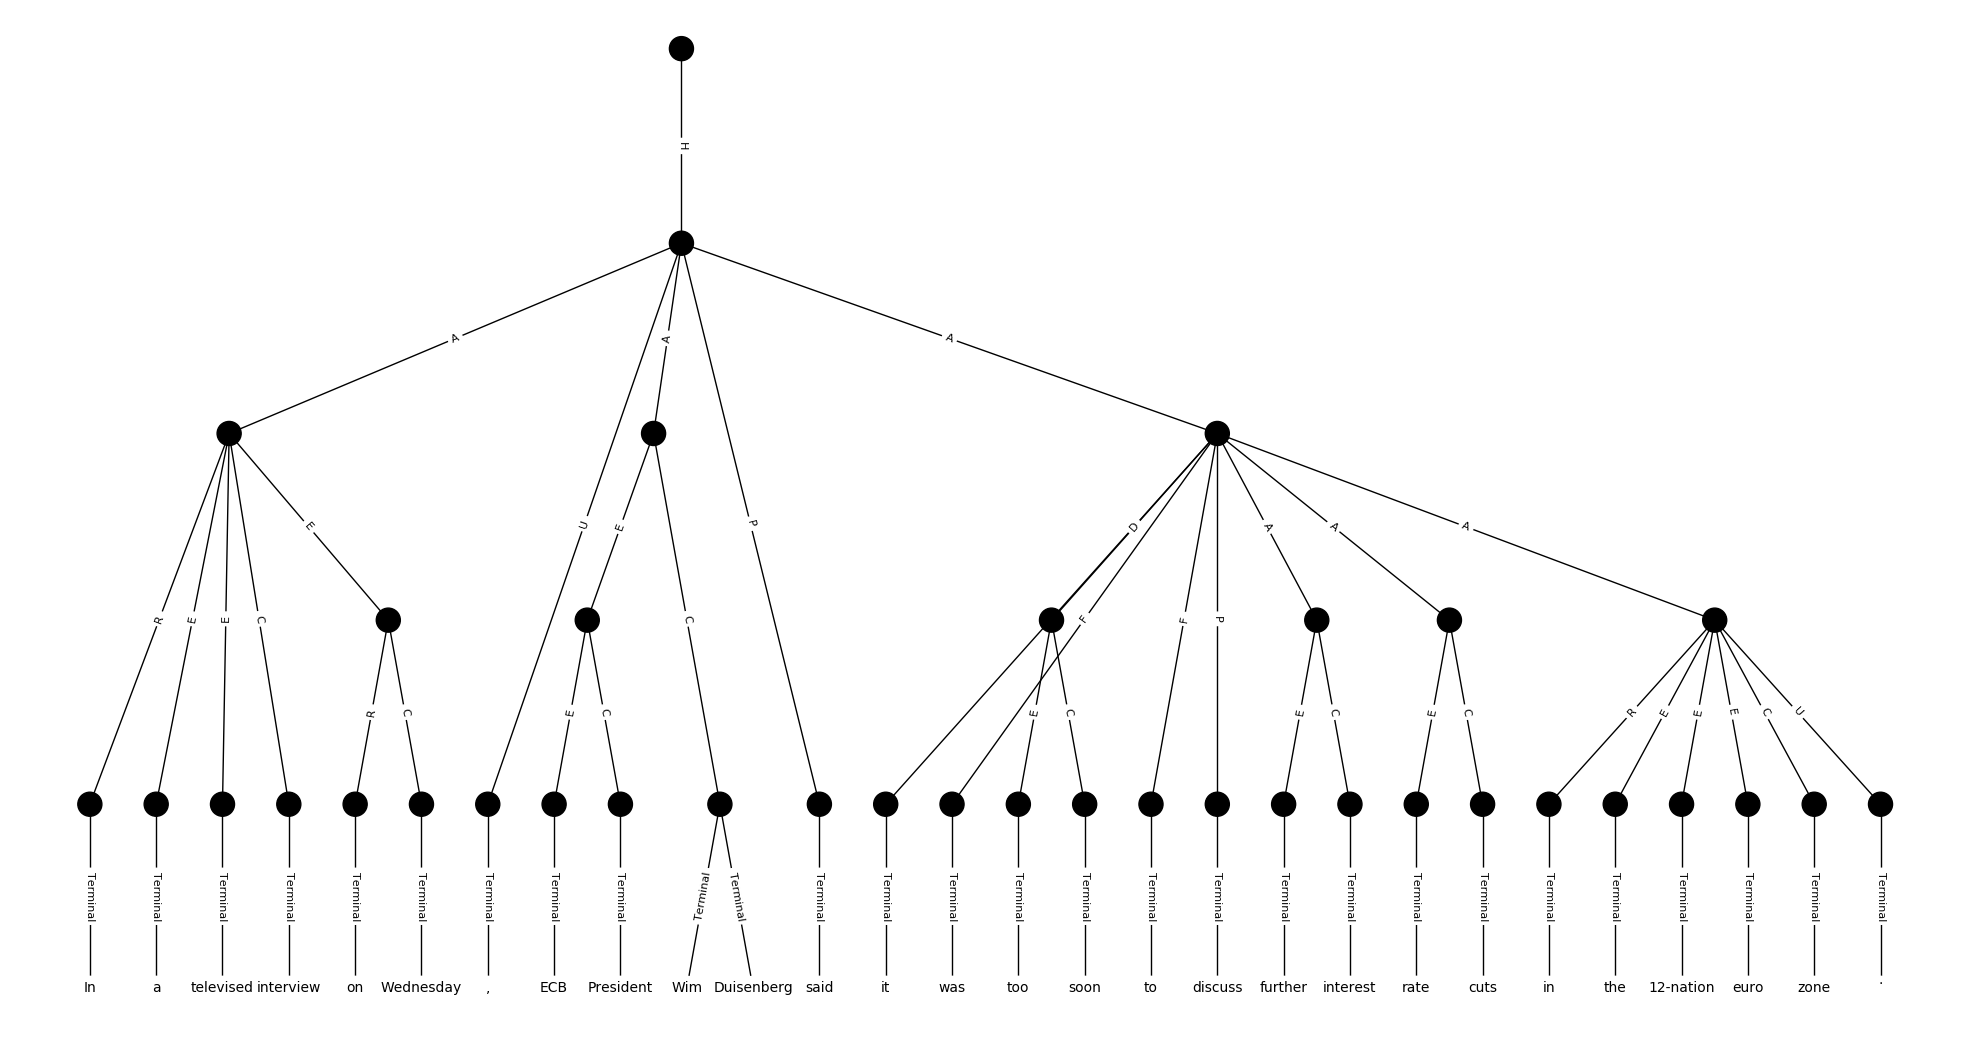 H
A A A
U E P E D A A A
R E E C C F F P
R C E C E C E C E C R E E E C U
Terminal Terminal Terminal Terminal Terminal Terminal Terminal Terminal Terminal Terminal Terminal Terminal Terminal Terminal Terminal Terminal Terminal Terminal Terminal Terminal Terminal Terminal Terminal Terminal Terminal Terminal Terminal Terminal
In a televised interview on Wednesday , ECB President Wim Duisenberg said it was too soon to discuss further interest rate cuts in the 12-nation euro zone .